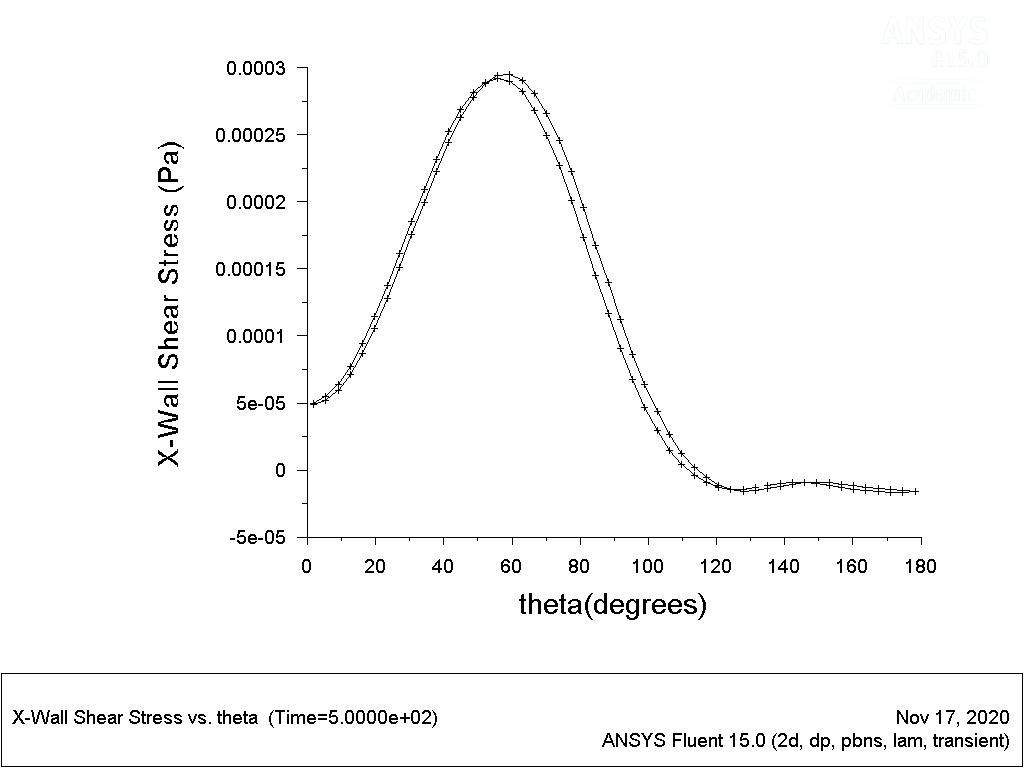 ANSYS
R15.0
Academic
0.0003
0.00025
0.0002
0.00015
0.0001
5e-05
0
-5e-05
X-Wall Shear Stress (Pa)
0 20 40 60 80 100 120 140 160 180
theta(degrees)
X-Wall Shear Stress vs. theta (Time=5.0000e+02)
Nov 17, 2020
ANSYS Fluent 15.0 (2d, dp, pbns, lam, transient)